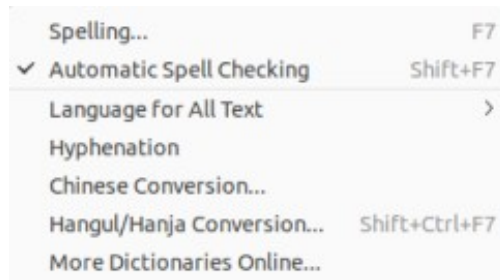 Spelling... F7
✓ Automatic Spell Checking Shift+F7
Language for All Text >
Hyphenation
Chinese Conversion...
Hangul/Hanja Conversion... Shift+Ctrl+F7
More Dictionaries Online...